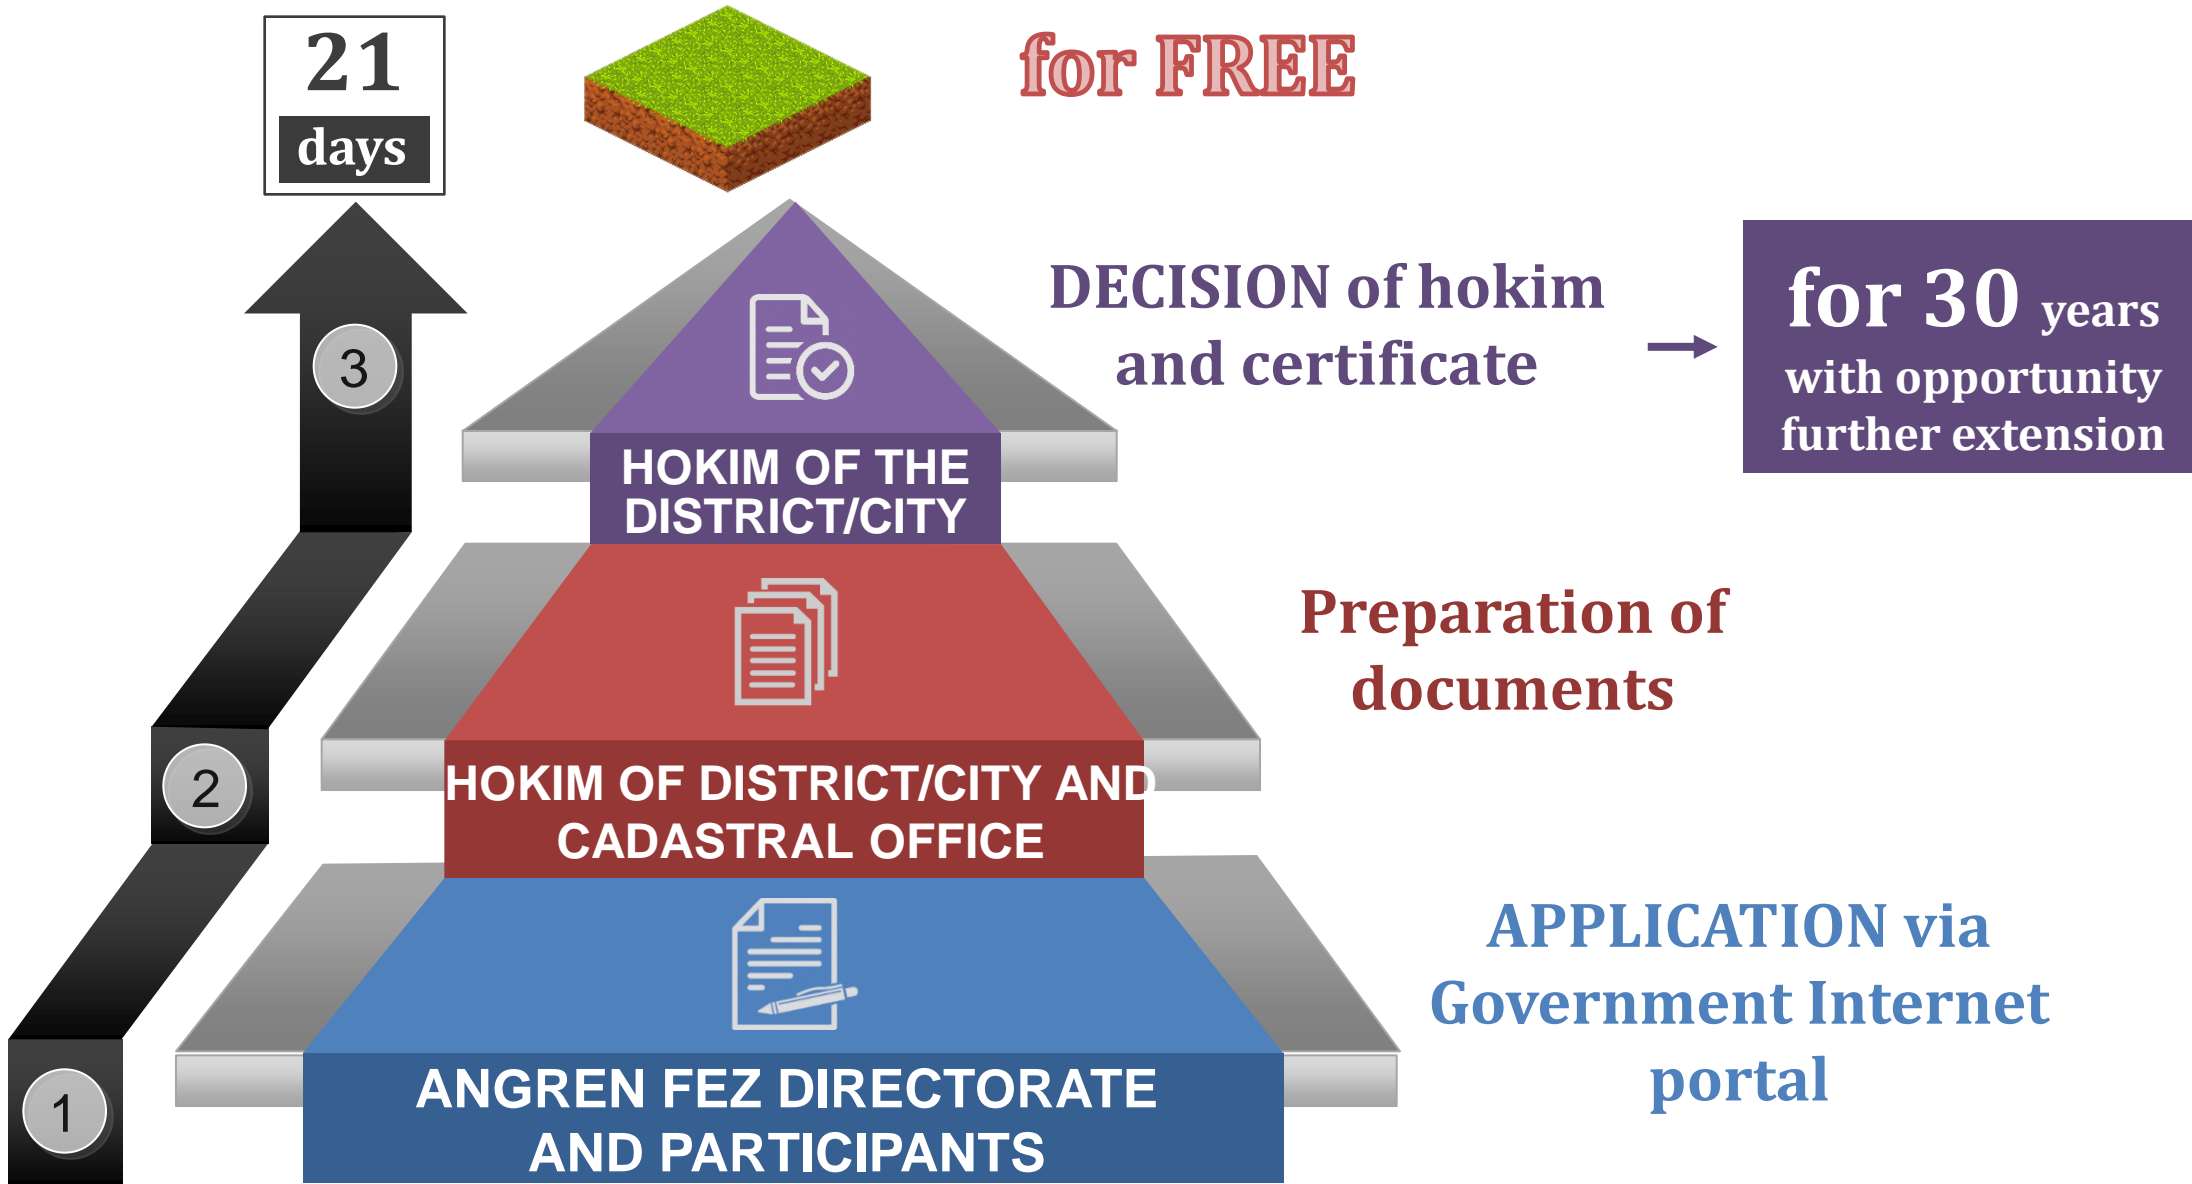 21
days
for FREE
3
DECISION of hokim
and certificate
for 30 years
with opportunity
further extension
HOKIM OF THE
DISTRICT/CITY
Preparation of
documents
2
HOKIM OF DISTRICT/CITY AND
CADASTRAL OFFICE
APPLICATION via
Government Internet
portal
1
ANGREN FEZ DIRECTORATE
AND PARTICIPANTS